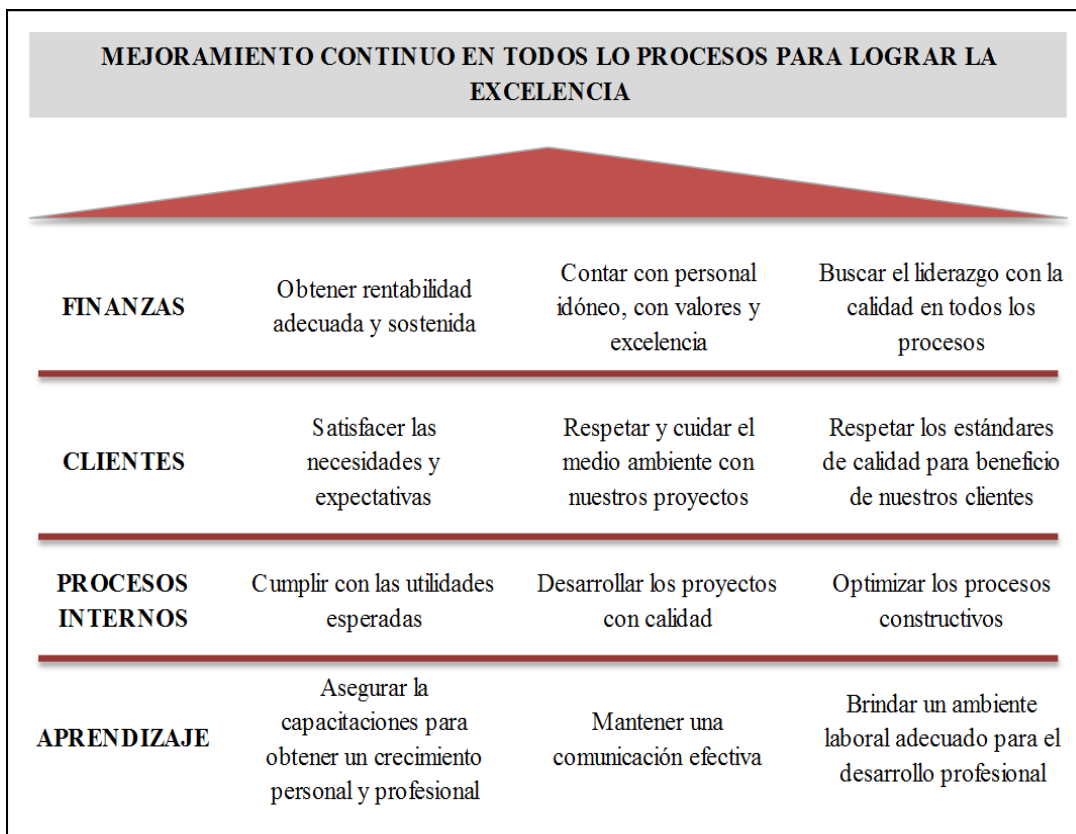 MEJORAMIENTO CONTINUO EN TODOS LO PROCESOS PARA LOGRAR LA
EXCELENCIA
FINANZAS
Obtener rentabilidad
adecuada y sostenida
Contar con personal
idóneo, con valores y
excelencia
Buscar el liderazgo con la
calidad en todos los
procesos
CLIENTES
Satisfacer las
necesidades y
expectativas
Respetar y cuidar el
medio ambiente con
nuestros proyectos
Respetar los estándares
de calidad para beneficio
de nuestros clientes
PROCESOS
INTERNOS
Cumplir con las utilidades
esperadas
Desarrollar los proyectos
con calidad
Optimizar los procesos
constructivos
APRENDIZAJE
Asegurar la
capacitaciones para
obtener un crecimiento
personal y profesional
Mantener una
comunicación efectiva
Brindar un ambiente
laboral adecuado para el
desarrollo profesional